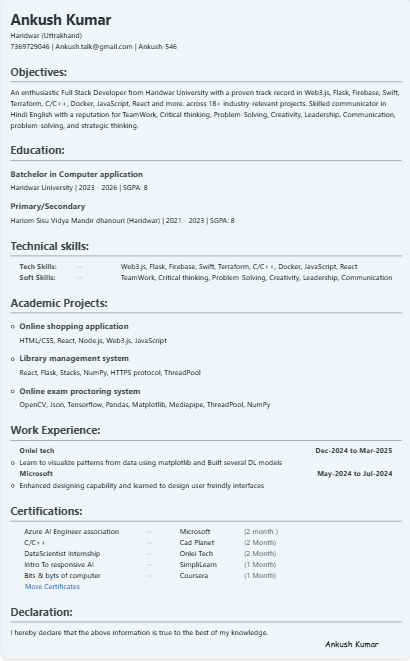 Ankush Kumar
Haridwar (Uttrakhand)
7369729046 | Ankush.talk@gmail.com | Ankush-546
Objectives:
An enthusiastic Full Stack Developer from Haridwar University with a proven track record in Web3.js, Flask, Firebase, Swift,
Terraform, C/C++, Docker, JavaScript, React and more. across 18+ industry-relevant projects. Skilled communicator in
Hindi English with a reputation for TeamWork, Critical thinking, Problem-Solving, Creativity, Leadership, Communication,
problem-solving, and strategic thinking.
Education:
Batchelor in Computer application
Haridwar University | 2023 - 2026 | SGPA: 8
Primary/Secondary
Hariom Sisu Vidya Mandir dhanouri (Haridwar) | 2021 - 2023 | SGPA: 8
Technical skills:
Tech Skills: -- Web3.js, Flask, Firebase, Swift, Terraform, C/C++, Docker, JavaScript, React
Soft Skills: -- TeamWork, Critical thinking, Problem-Solving, Creativity, Leadership, Communication
Academic Projects:
Online shopping application
HTML/CSS, React, Node.js, Web3.js, JavaScript
Library management system
React, Flask, Stacks, NumPy, HTTPS protocol, ThreadPool
Online exam proctoring system
OpenCV, Json, Tensorflow, Pandas, Matplotlib, Mediapipe, ThreadPool, NumPy
Work Experience:
Onlei tech Dec-2024 to Mar-2025
Learn to visualize patterns from data using matplotlib and Built several DL models
Microsoft May-2024 to Jul-2024
Enhanced designing capability and learned to design user freindly interfaces
Certifications:
Azure AI Engineer association -- Microsoft (2 month )
C/C++ -- Cad Planet (2 Month)
DataScientist Internship -- Onlei Tech (2 Month)
Intro To responsive AI -- SimpliLearn (1 Month)
Bits & byts of computer -- Coursera (1 Month)
More Certificates
Declaration:
I hereby declare that the above information is true to the best of my knowledge.
Ankush Kumar